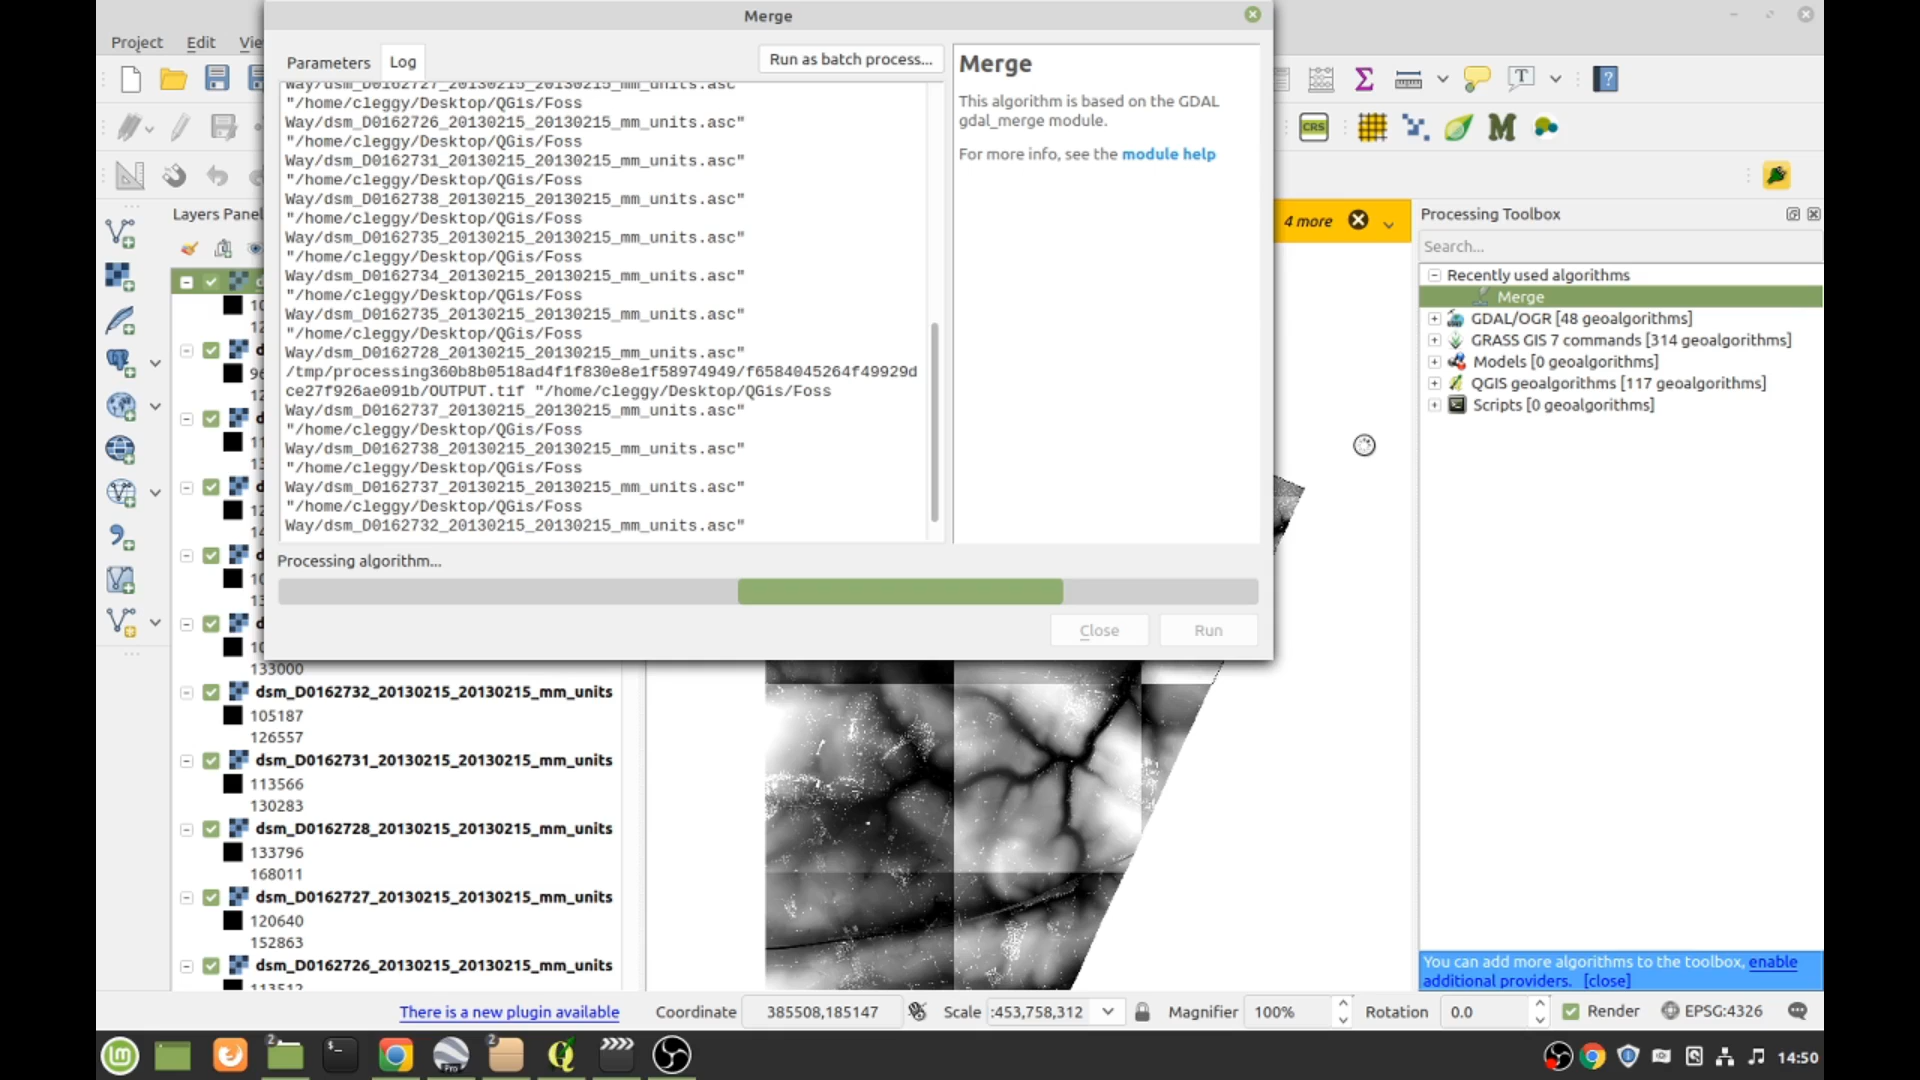 Merge
Project Edit Vie
Parameters Log Run as batch process...
Way/dsm_D0162727_20130215_20130215_mm_units.asc"
"/home/cleggy/Desktop/QGis/Foss
Way/dsm_D0162726_20130215_20130215_mm_units.asc"
"/home/cleggy/Desktop/QGis/Foss
Way/dsm_D0162731_20130215_20130215_mm_units.asc"
"/home/cleggy/Desktop/QGis/Foss
Way/dsm_D0162738_20130215_20130215_mm_units.asc"
"/home/cleggy/Desktop/QGis/Foss
Way/dsm_D0162735_20130215_20130215_mm_units.asc"
"/home/cleggy/Desktop/QGis/Foss
Way/dsm_D0162734_20130215_20130215_mm_units.asc"
"/home/cleggy/Desktop/QGis/Foss
Way/dsm_D0162735_20130215_20130215_mm_units.asc"
"/home/cleggy/Desktop/QGis/Foss
Way/dsm_D0162728_20130215_20130215_mm_units.asc"
/tmp/processing360b8b0518ad4f1f830e8e1f58974949/f6584045264f49929d
ce27f926ae091b/OUTPUT.tif "/home/cleggy/Desktop/QGis/Foss
Way/dsm_D0162737_20130215_20130215_mm_units.asc"
"/home/cleggy/Desktop/QGis/Foss
Way/dsm_D0162738_20130215_20130215_mm_units.asc"
"/home/cleggy/Desktop/QGis/Foss
Way/dsm_D0162737_20130215_20130215_mm_units.asc"
"/home/cleggy/Desktop/QGis/Foss
Way/dsm_D0162732_20130215_20130215_mm_units.asc"
Processing algorithm...
Close Run
Merge
This algorithm is based on the GDAL
gdal_merge module.
For more info, see the module help
CRS
M
4 more
Layers Panel
133000
dsm_D0162732_20130215_20130215_mm_units
105187
126557
dsm_D0162731_20130215_20130215_mm_units
113566
130283
dsm_D0162728_20130215_20130215_mm_units
133796
168011
dsm_D0162727_20130215_20130215_mm_units
120640
152863
dsm_D0162726_20130215_20130215_mm_units
113512
Processing Toolbox
Search...
Recently used algorithms
Merge
GDAL/OGR [48 geoalgorithms]
GRASS GIS 7 commands [314 geoalgorithms]
Models [0 geoalgorithms]
QGIS geoalgorithms [117 geoalgorithms]
Scripts [0 geoalgorithms]
You can add more algorithms to the toolbox, enable
additional providers. [close]
There is a new plugin available Coordinate 385508,185147 Scale :453,758,312 Magnifier 100% Rotation 0.0 Render EPSG:4326
2 Pro 2 14:50